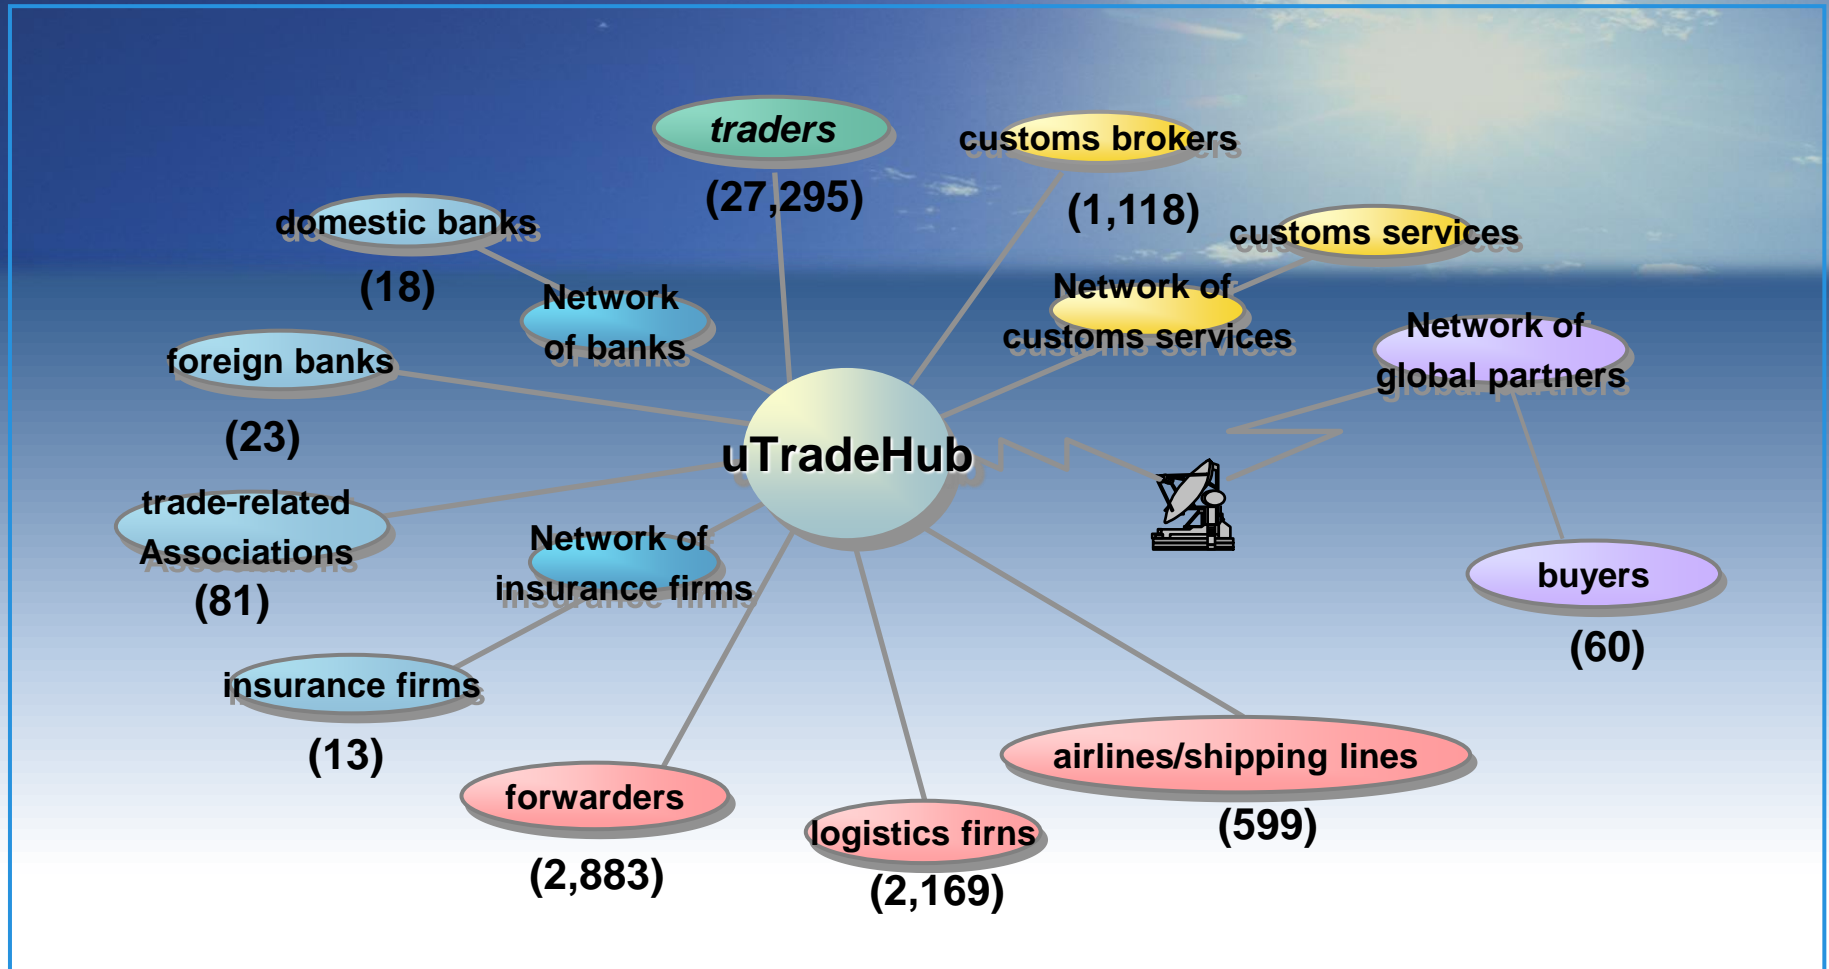 traders
(27,295)
customs brokers
(1,118)
domestic banks
(18)
customs services
Network
of banks
Network of
customs services
Network of
global partners
foreign banks
(23)
uTradeHub
trade-related
Associations
(81)
Network of
insurance firms
buyers
(60)
insurance firms
(13)
forwarders
(2,883)
logistics firns
(2,169)
airlines/shipping lines
(599)